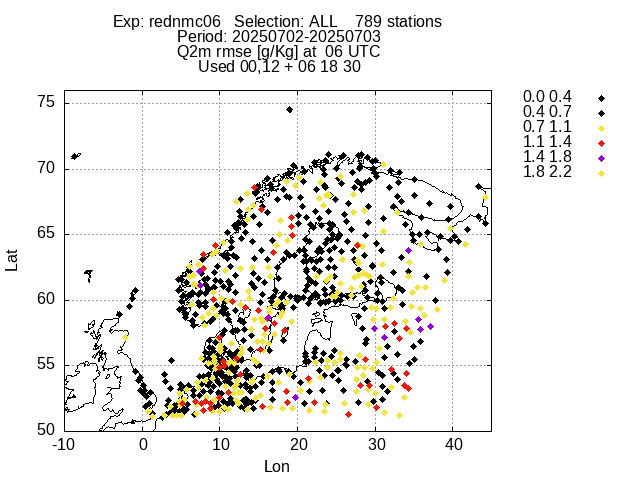 Exp: rednmc06   Selection: ALL    789 stations
Period: 20250702-20250703
Q2m rmse [g/Kg] at  06 UTC
Used 00,12 + 06 18 30
0.0 0.4
0.4 0.7
0.7 1.1
1.1 1.4
1.4 1.8
1.8 2.2
75
70
65
60
55
50
Lat
-10 0 10 20 30 40
Lon